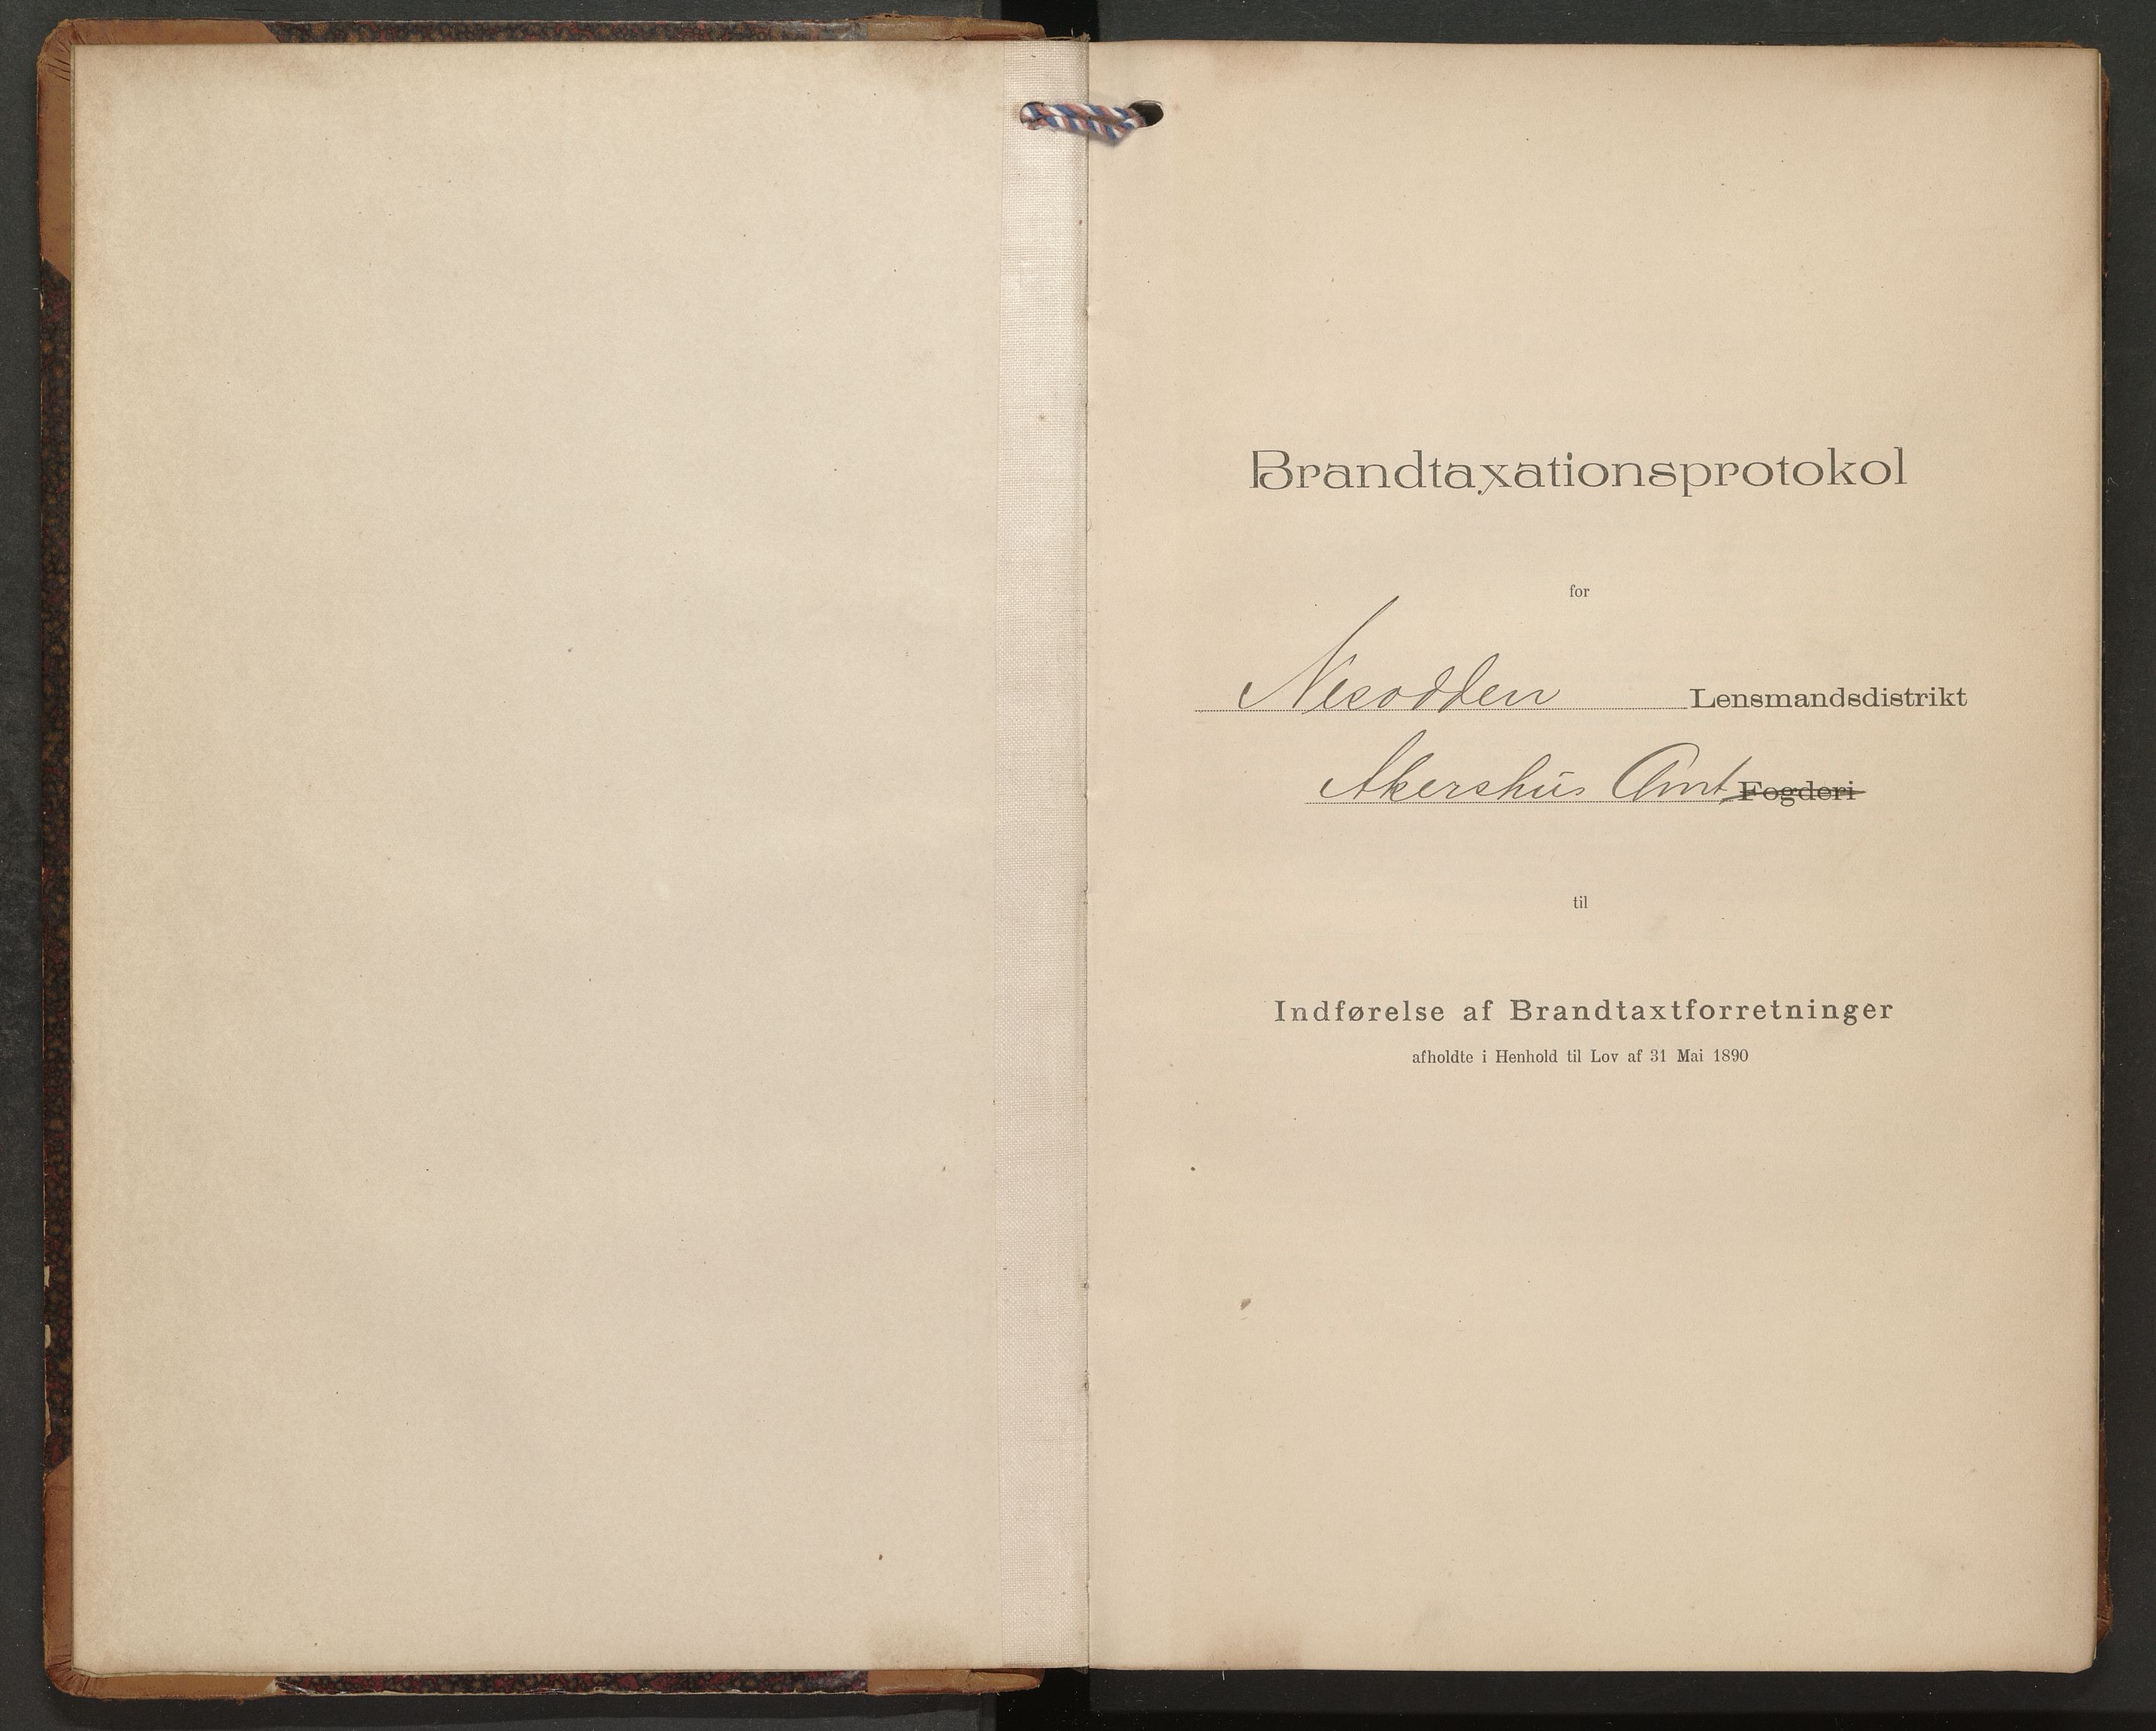 Brandtaxationsprotokol
for
Nesodden Lensmandsdistrikt
Akershus Amt Fogderi
til
Indførelse af Brandtaxtforretninger
afholdte i Henhold til Lov af 31 Mai 1890